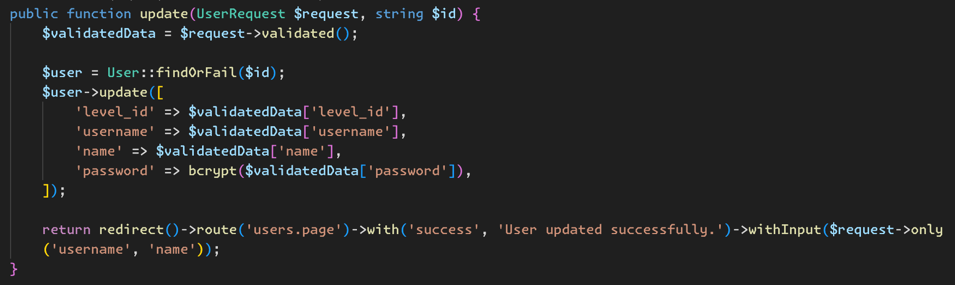 public function update(UserRequest $request, string $id) {
    $validatedData = $request->validated();

    $user = User::findOrFail($id);
    $user->update([
        'level_id' => $validatedData['level_id'],
        'username' => $validatedData['username'],
        'name' => $validatedData['name'],
        'password' => bcrypt($validatedData['password']),
    ]);

    return redirect()->route('users.page')->with('success', 'User updated successfully.')->withInput($request->only
    ('username', 'name'));
}